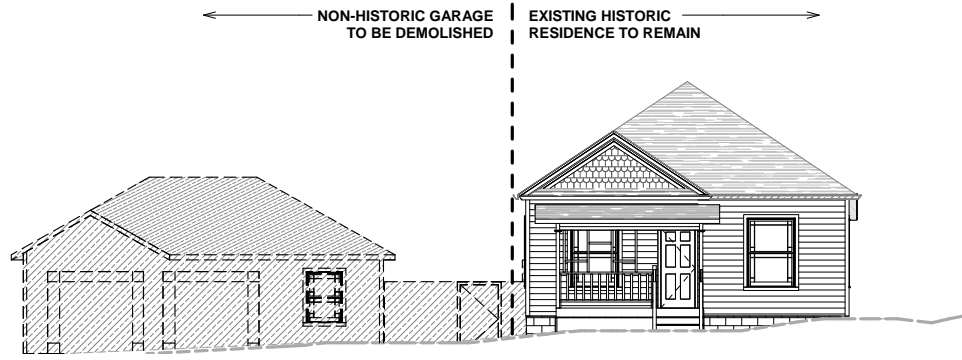 NON-HISTORIC GARAGE
TO BE DEMOLISHED
EXISTING HISTORIC
RESIDENCE TO REMAIN